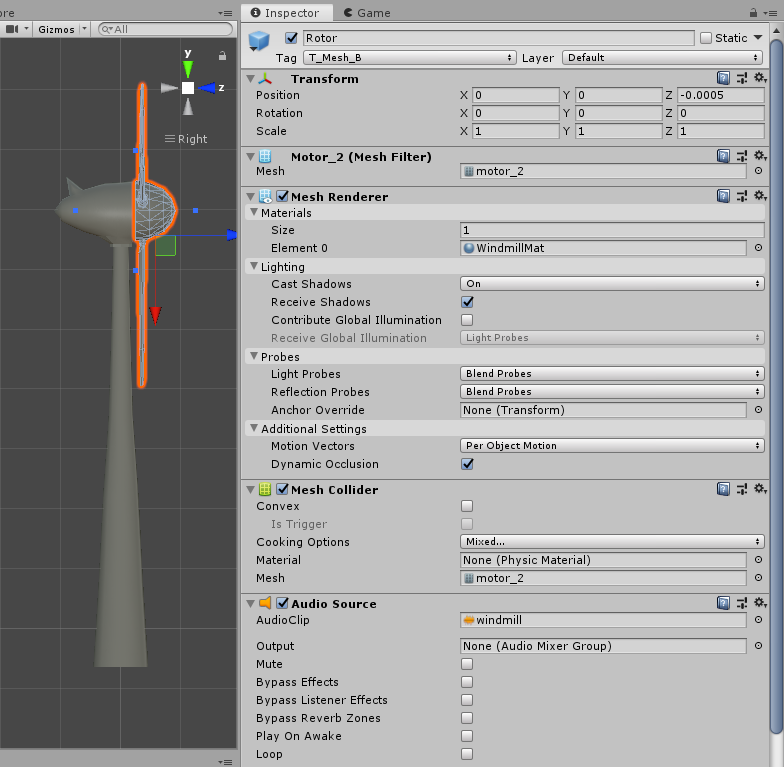 ore
Inspector
Game
Gizmos
All
y
z
Right
Rotor
Static
Tag
T_Mesh_B
Layer
Default
Transform
Position X 0 Y 0 Z -0.0005
Rotation X 0 Y 0 Z 0
Scale X 1 Y 1 Z 1
Motor_2 (Mesh Filter)
Mesh motor_2
Mesh Renderer
Materials
Size 1
Element 0 WindmillMat
Lighting
Cast Shadows On
Receive Shadows
Contribute Global Illumination
Receive Global Illumination Light Probes
Probes
Light Probes Blend Probes
Reflection Probes Blend Probes
Anchor Override None (Transform)
Additional Settings
Motion Vectors Per Object Motion
Dynamic Occlusion
Mesh Collider
Convex
Is Trigger
Cooking Options Mixed...
Material None (Physic Material)
Mesh motor_2
Audio Source
AudioClip windmill
Output None (Audio Mixer Group)
Mute
Bypass Effects
Bypass Listener Effects
Bypass Reverb Zones
Play On Awake
Loop